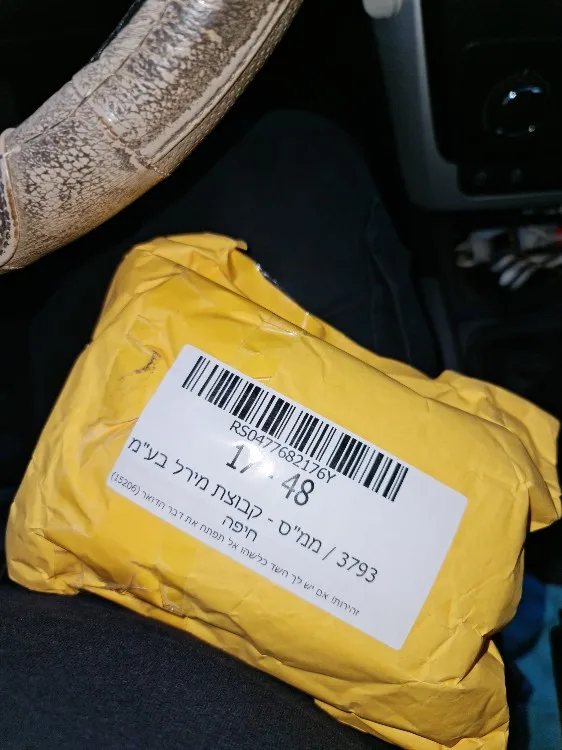 RS0477682176Y
17 - 48
3793 / ממ"ס - קבוצת מירל בע"מ
חיפה
זהירות! אם יש לך חשד כלשהו אל תפתח את דבר הדואר (15206)